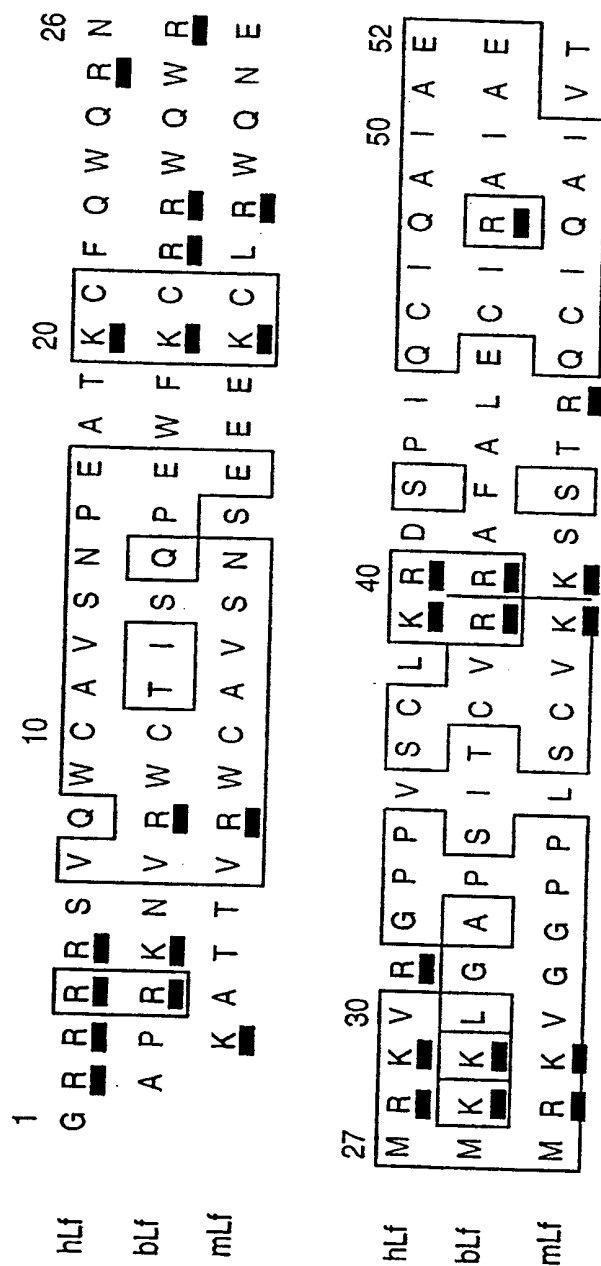 1 10 20 26
hLf G R R R R S V Q W C A V S N P E A T K C F Q W Q R N
bLf A P R K N V R W C T I S Q P E W F K C R R W Q W R
mLf K A T T V R W C A V S N S E E E K C L R W Q N E
27 30 40 50 52
hLf M R K V R G P P V S C L K R D S P I Q C I Q A I A E
bLf M K K L G A P S I T C V R R A F A L E C I R A I A E
mLf M R K V G G P P L S C V K K S S T R Q C I Q A I V T